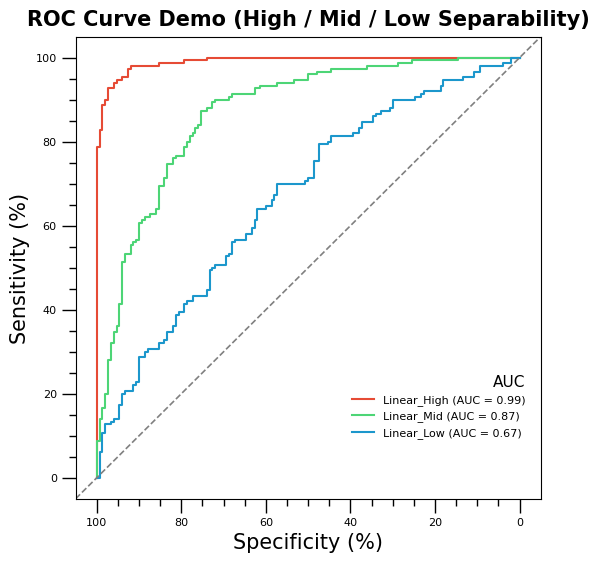 ROC Curve Demo (High / Mid / Low Separability)
Sensitivity (%)
100
80
60
40
20
0
AUC
Linear_High (AUC = 0.99)
Linear_Mid (AUC = 0.87)
Linear_Low (AUC = 0.67)
100 80 60 40 20 0
Specificity (%)